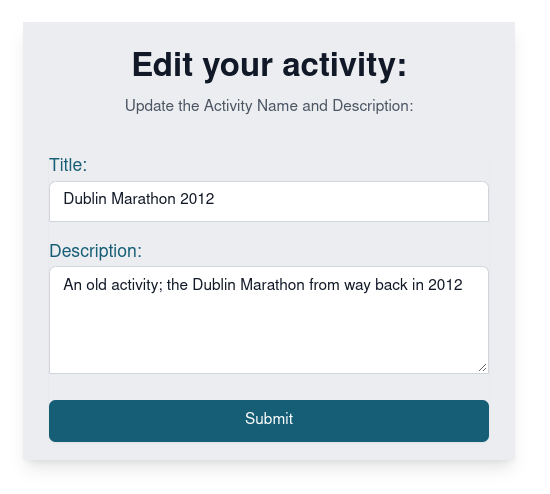 Edit your activity:
Update the Activity Name and Description:
Title:
Dublin Marathon 2012
Description:
An old activity; the Dublin Marathon from way back in 2012
Submit